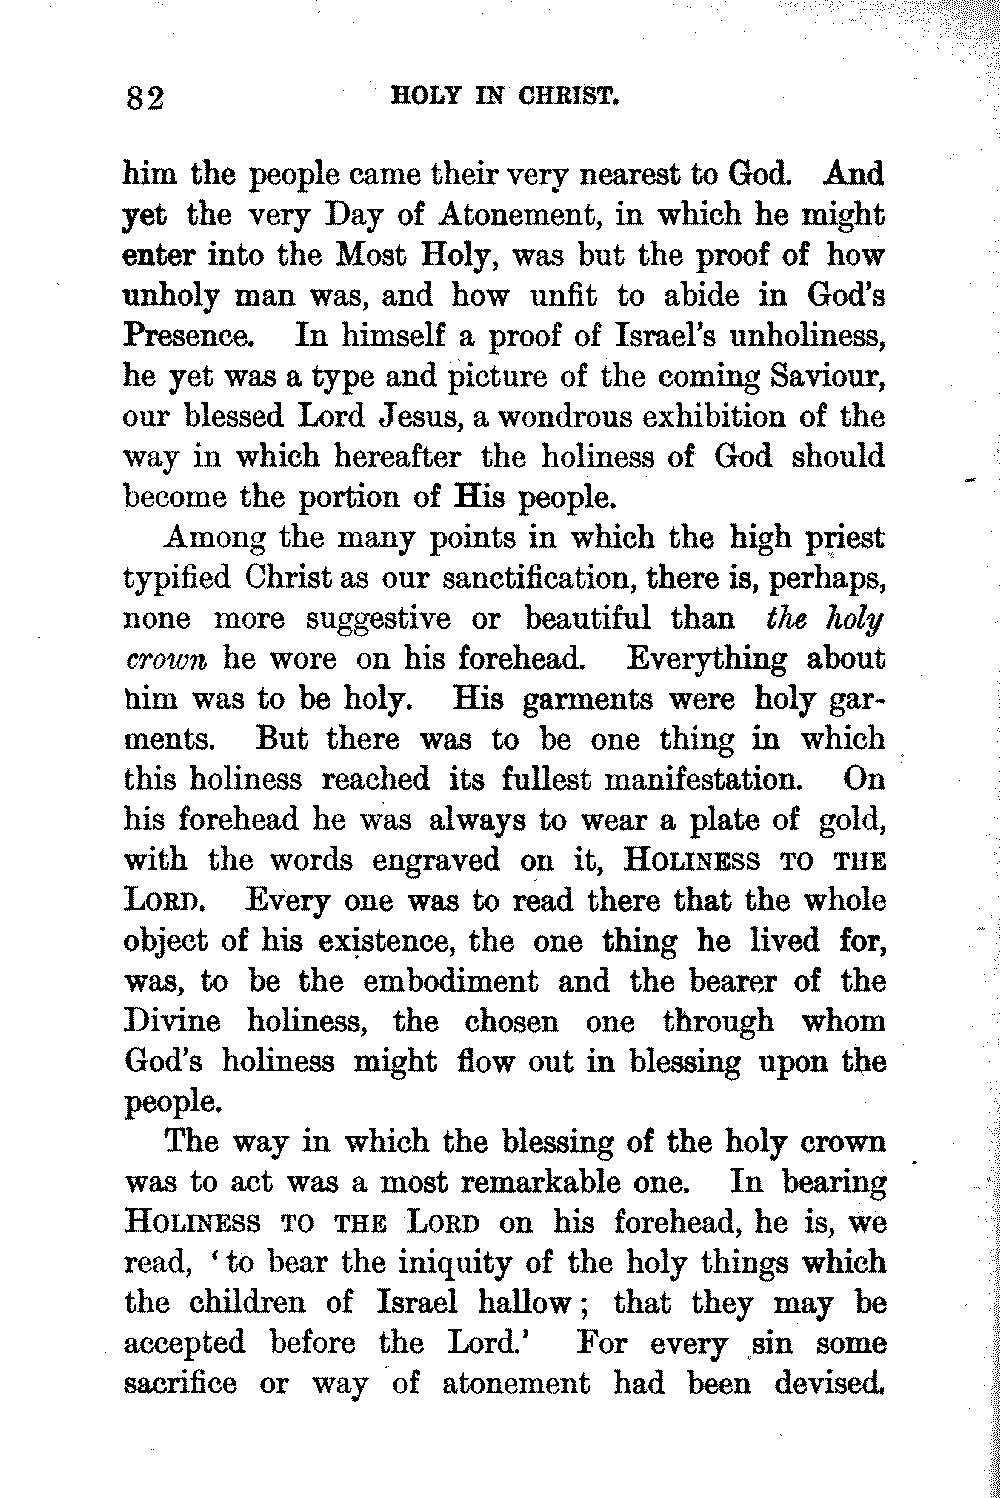 82 HOLY IN CHRIST.
him the people came their very nearest to God. And
yet the very Day of Atonement, in which he might
enter into the Most Holy, was but the proof of how
unholy man was, and how unfit to abide in God's
Presence. In himself a proof of Israel's unholiness,
he yet was a type and picture of the coming Saviour,
our blessed Lord Jesus, a wondrous exhibition of the
way in which hereafter the holiness of God should
become the portion of His people.
Among the many points in which the high priest
typified Christ as our sanctification, there is, perhaps,
none more suggestive or beautiful than the holy
crown he wore on his forehead. Everything about
him was to be holy. His garments were holy gar-
ments. But there was to be one thing in which
this holiness reached its fullest manifestation. On
his forehead he was always to wear a plate of gold,
with the words engraved on it, HOLINESS TO THE
LORD. Every one was to read there that the whole
object of his existence, the one thing he lived for,
was, to be the embodiment and the bearer of the
Divine holiness, the chosen one through whom
God's holiness might flow out in blessing upon the
people.
The way in which the blessing of the holy crown
was to act was a most remarkable one. In bearing
HOLINESS TO THE LORD on his forehead, he is, we
read, ‘to bear the iniquity of the holy things which
the children of Israel hallow; that they may be
accepted before the Lord.’ For every sin some
sacrifice or way of atonement had been devised.